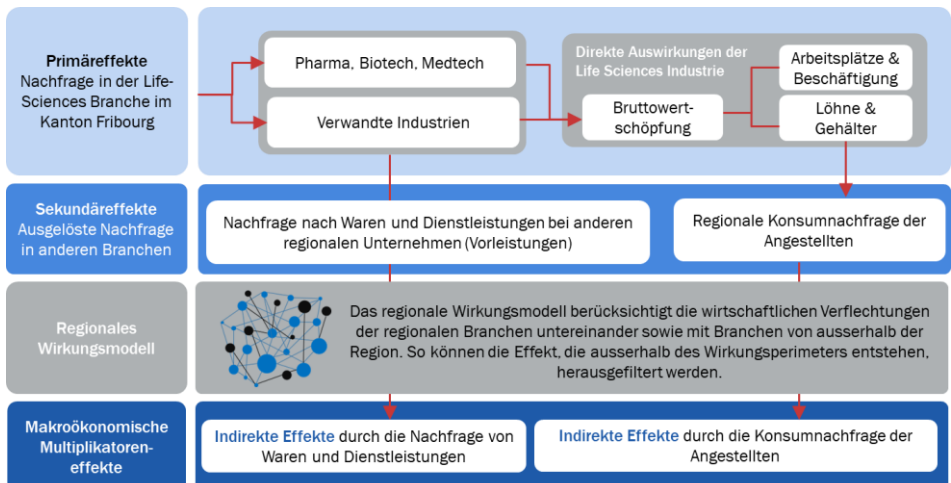 Primäreffekte
Nachfrage in der Life-
Sciences Branche im
Kanton Fribourg
Pharma, Biotech, Medtech
Verwandte Industrien
Direkte Auswirkungen der
Life Sciences Industrie
Bruttowert-
schöpfung
Arbeitsplätze &
Beschäftigung
Löhne &
Gehälter
Sekundäreffekte
Ausgelöste Nachfrage
in anderen Branchen
Nachfrage nach Waren und Dienstleistungen bei anderen
regionalen Unternehmen (Vorleistungen)
Regionale Konsumnachfrage der
Angestellten
Regionales
Wirkungsmodell
Das regionale Wirkungsmodell berücksichtigt die wirtschaftlichen Verflechtungen
der regionalen Branchen untereinander sowie mit Branchen von ausserhalb der
Region. So können die Effekt, die ausserhalb des Wirkungsperimeters entstehen,
herausgefiltert werden.
Makroökonomische
Multiplikatoren-
effekte
Indirekte Effekte durch die Nachfrage von
Waren und Dienstleistungen
Indirekte Effekte durch die Konsumnachfrage der
Angestellten